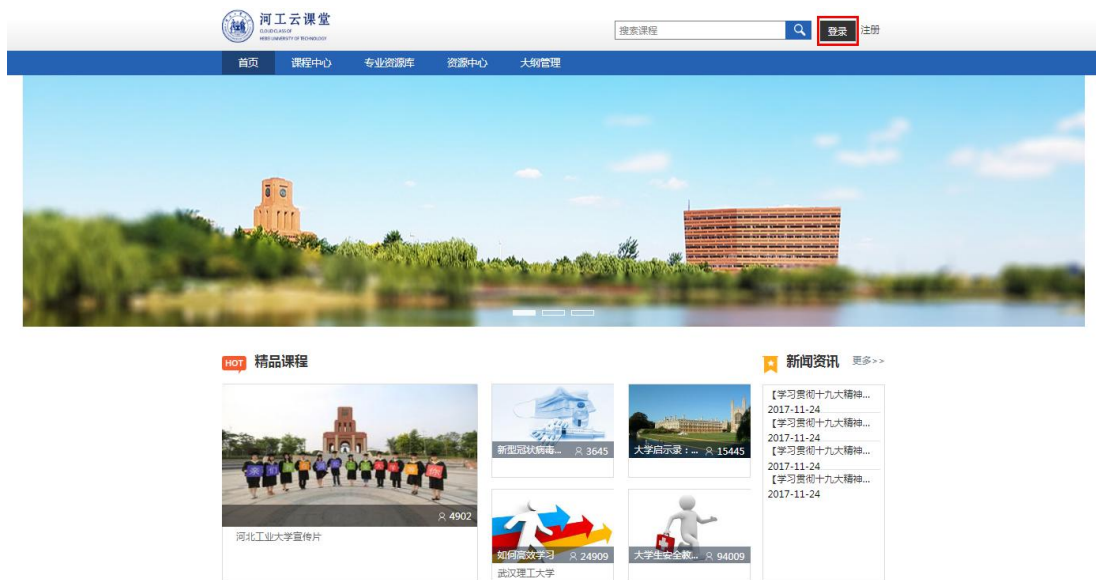 河工云课堂
CLOUD CLASS OF
HEBEI UNIVERSITY OF TECHNOLOGY
搜索课程
登录 注册
首页 课程中心 专业资源库 资源中心 大纲管理
HOT 精品课程
4902
河北工业大学宣传片
新型冠状病毒... 3645
大学启示录：... 15445
如何高效学习 24909
武汉理工大学
大学生安全教... 94009
新闻资讯 更多>>
【学习贯彻十九大精神...
2017-11-24
【学习贯彻十九大精神...
2017-11-24
【学习贯彻十九大精神...
2017-11-24
【学习贯彻十九大精神...
2017-11-24